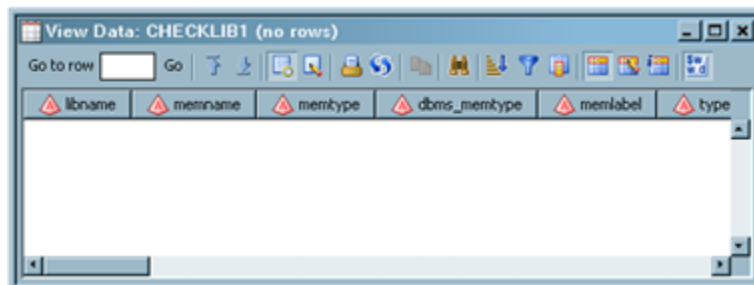 View Data: CHECKLIB1 (no rows)
Go to row Go
libname memname memtype dbms_memtype memlabel type